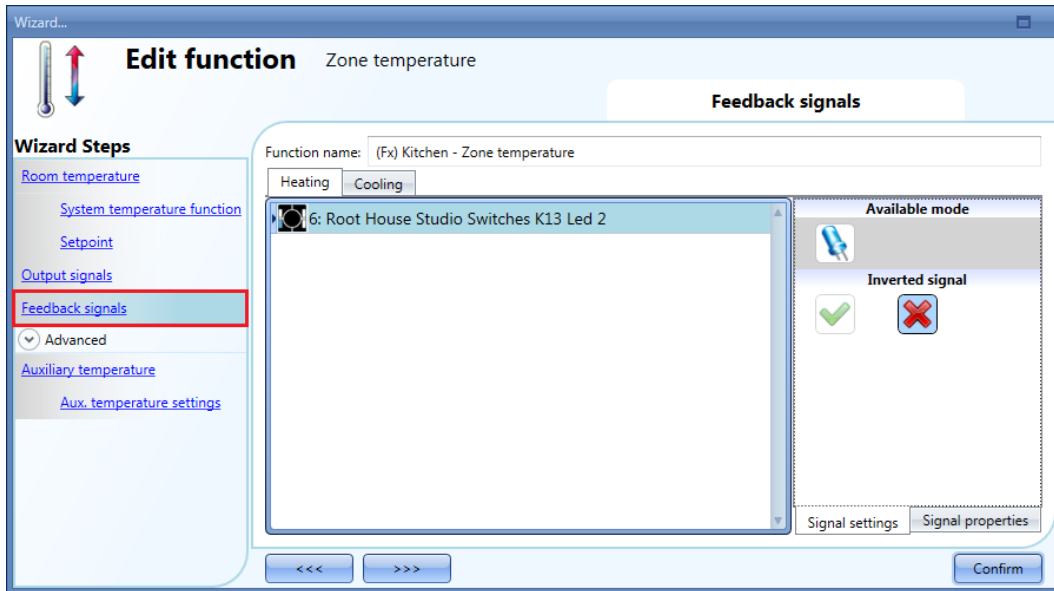 Wizard...
Edit function Zone temperature
Feedback signals
Wizard Steps
Room temperature
System temperature function
Setpoint
Output signals
Feedback signals
Advanced
Auxiliary temperature
Aux. temperature settings
Function name: (Fx) Kitchen - Zone temperature
Heating Cooling
6: Root House Studio Switches K13 Led 2
Available mode
Inverted signal
Signal settings Signal properties
<<< >>> Confirm